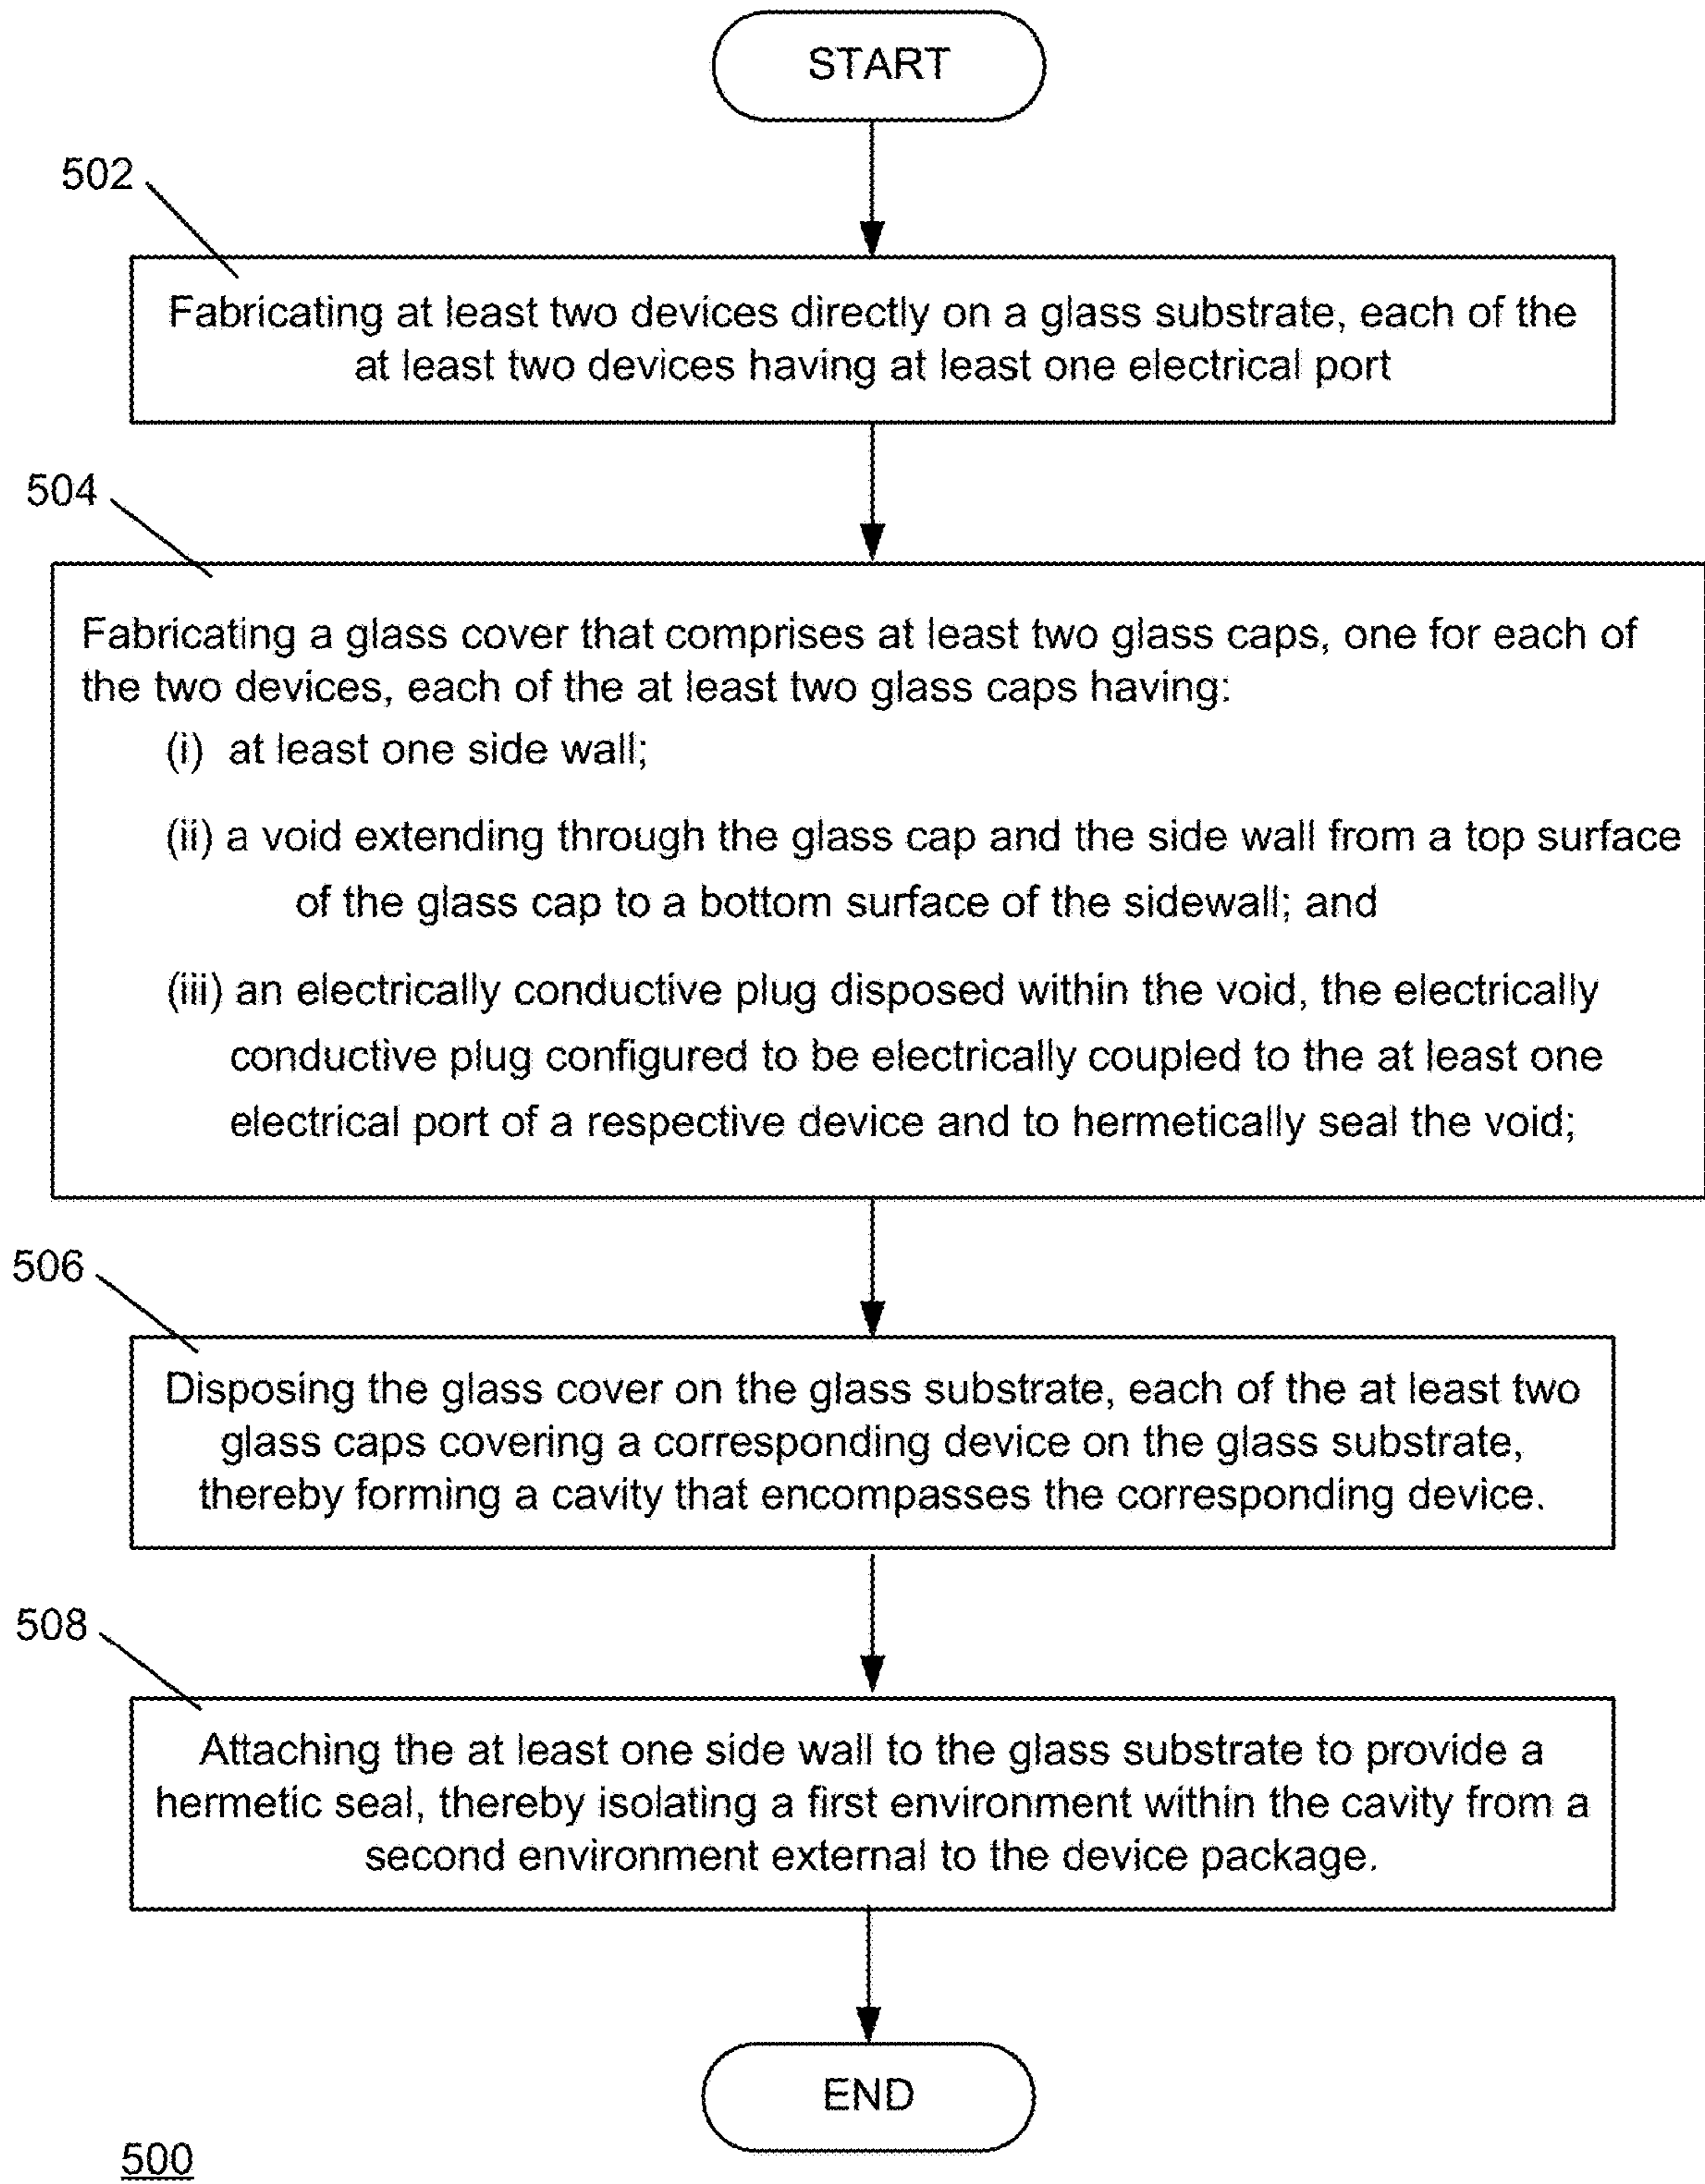 START
502
Fabricating at least two devices directly on a glass substrate, each of the
at least two devices having at least one electrical port
504
Fabricating a glass cover that comprises at least two glass caps, one for each of
the two devices, each of the at least two glass caps having:
(i) at least one side wall;
(ii) a void extending through the glass cap and the side wall from a top surface
of the glass cap to a bottom surface of the sidewall; and
(iii) an electrically conductive plug disposed within the void, the electrically
conductive plug configured to be electrically coupled to the at least one
electrical port of a respective device and to hermetically seal the void;
506
Disposing the glass cover on the glass substrate, each of the at least two
glass caps covering a corresponding device on the glass substrate,
thereby forming a cavity that encompasses the corresponding device.
508
Attaching the at least one side wall to the glass substrate to provide a
hermetic seal, thereby isolating a first environment within the cavity from a
second environment external to the device package.
END
500